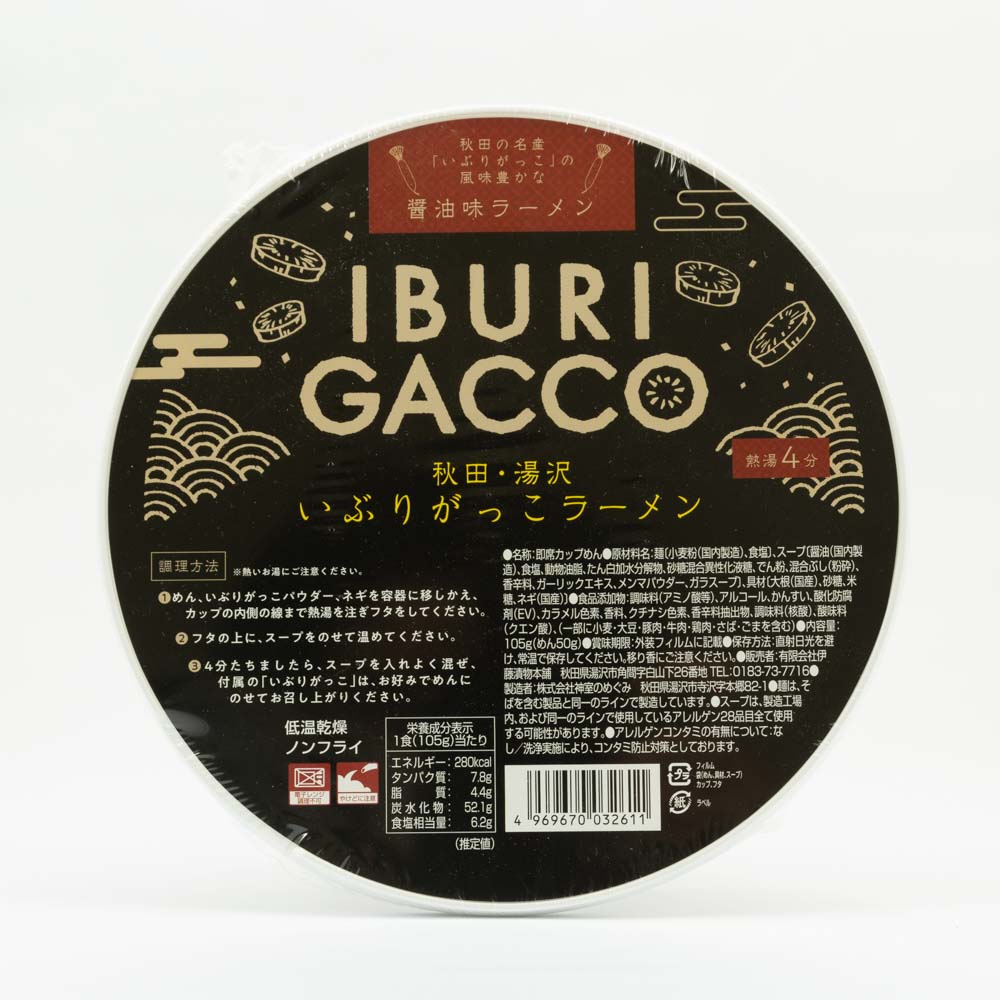 秋田の名産
「いぶりがっこ」の
風味豊かな
醤油味ラーメン
IBURI
GACCO
熱湯4分
秋田・湯沢
いぶりがっこラーメン
調理方法 ※熱いお湯にご注意ください。
1 めん、いぶりがっこパウダー、ネギを容器に移しかえ、
カップの内側の線まで熱湯を注ぎフタをしてください。
2 フタの上に、スープをのせて温めてください。
3 4分たちましたら、スープを入れよく混ぜ、
付属の「いぶりがっこ」は、お好みでめんに
のせてお召し上がりください。
低温乾燥
ノンフライ
電子レンジ
調理不可
やけどに注意
栄養成分表示
1食(105g)当たり
エネルギー: 280kcal
タンパク質: 7.8g
脂質: 4.4g
炭水化物: 52.1g
食塩相当量: 6.2g
(推定値)
●名称:即席カップめん●原材料名:麺〔小麦粉(国内製造)、食塩〕、スープ〔醤油(国内製
造)、食塩、動物油脂、たん白加水分解物、砂糖混合異性化液糖、でん粉、混合ぶし(粉砕)、
香辛料、ガーリックエキス、メンマパウダー、ガラスープ〕、具材〔大根(国産)、砂糖、米
糖、ネギ(国産)〕●食品添加物:調味料(アミノ酸等)、アルコール、かんすい、酸化防腐
剤(EV)、カラメル色素、香料、クチナシ色素、香辛料抽出物、調味料(核酸)、酸味料
(クエン酸)、(一部に小麦・大豆・豚肉・牛肉・鶏肉・さば・ごまを含む)●内容量:
105g(めん50g)●賞味期限:外装フィルムに記載●保存方法:直射日光を避
け、常温で保存してください。移り香にご注意ください。●販売者:有限会社伊
藤漬物本舗 秋田県湯沢市角間字白山下26番地 TEL:0183-73-7716●
製造者:株式会社神室のめぐみ 秋田県湯沢市寺沢字本郷82-1●麺は、そ
ばを含む製品と同一のラインで製造しています。●スープは、製造工場
内、および同一のラインで使用しているアレルゲン28品目全て使用
する可能性があります。●アレルゲンコンタミの有無について:な
し/洗浄実施により、コンタミ防止対策としております。
4 969670 032611
プラ
フィルム
袋(めん、具材、スープ)
カップ、フタ
紙
ラベル